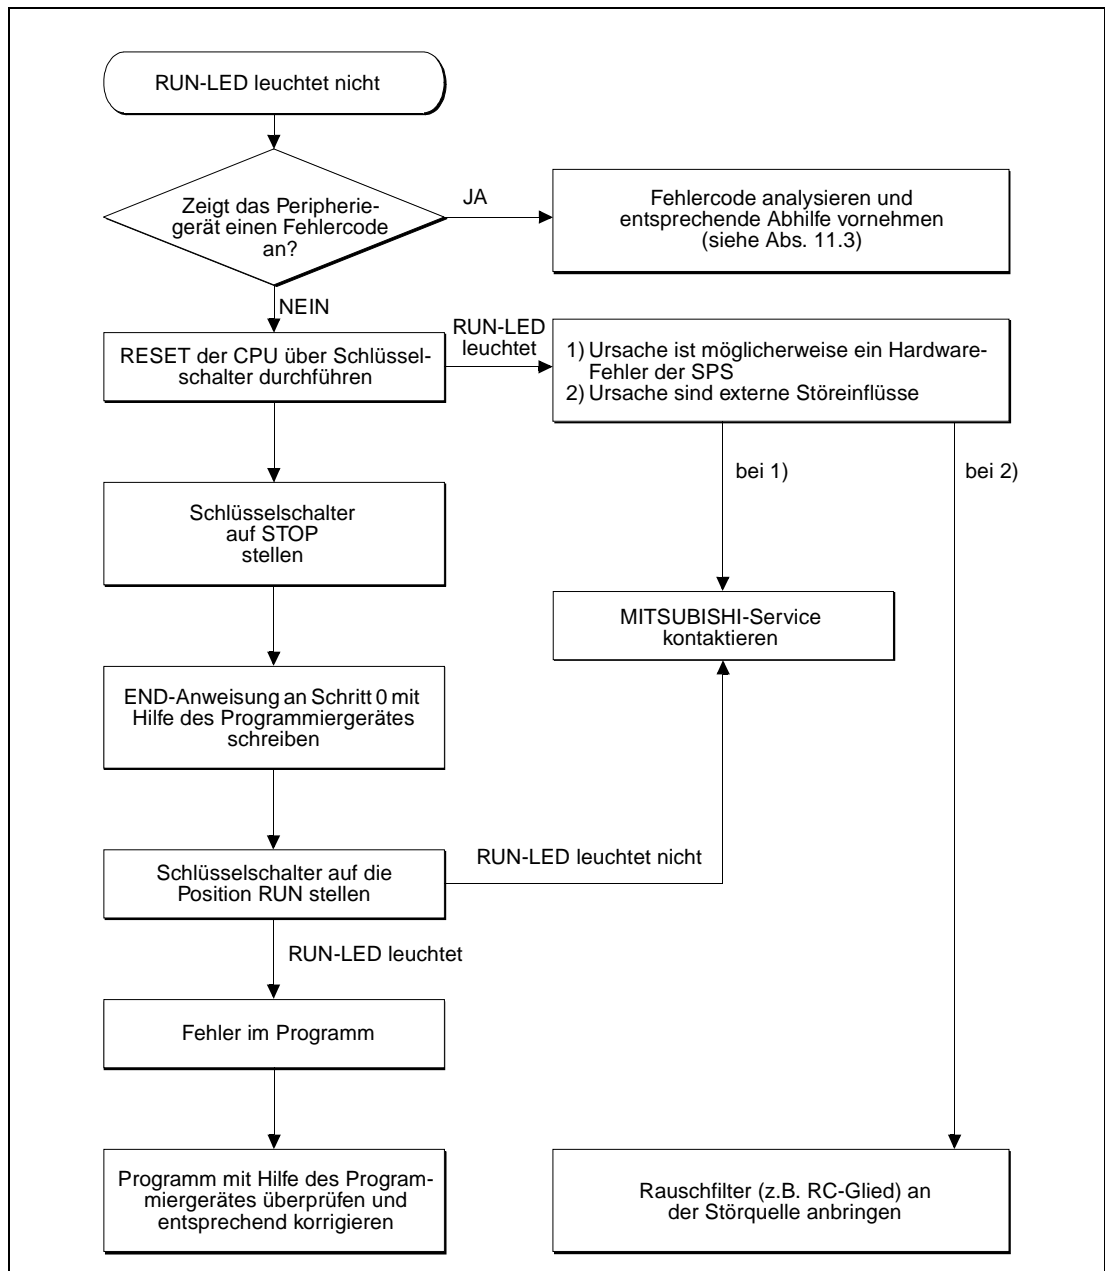 RUN-LED leuchtet nicht
Zeigt das Peripherie-
gerät einen Fehlercode
an?
JA
Fehlercode analysieren und
entsprechende Abhilfe vornehmen
(siehe Abs. 11.3)
NEIN
RESET der CPU über Schlüssel-
schalter durchführen
RUN-LED
leuchtet
1) Ursache ist möglicherweise ein Hardware-
Fehler der SPS
2) Ursache sind externe Störeinflüsse
bei 1)
bei 2)
Schlüsselschalter
auf STOP
stellen
MITSUBISHI-Service
kontaktieren
END-Anweisung an Schritt 0 mit
Hilfe des Programmiergerätes
schreiben
Schlüsselschalter auf die
Position RUN stellen
RUN-LED leuchtet nicht
RUN-LED leuchtet
Fehler im Programm
Programm mit Hilfe des Program-
miergerätes überprüfen und
entsprechend korrigieren
Rauschfilter (z.B. RC-Glied) an
der Störquelle anbringen